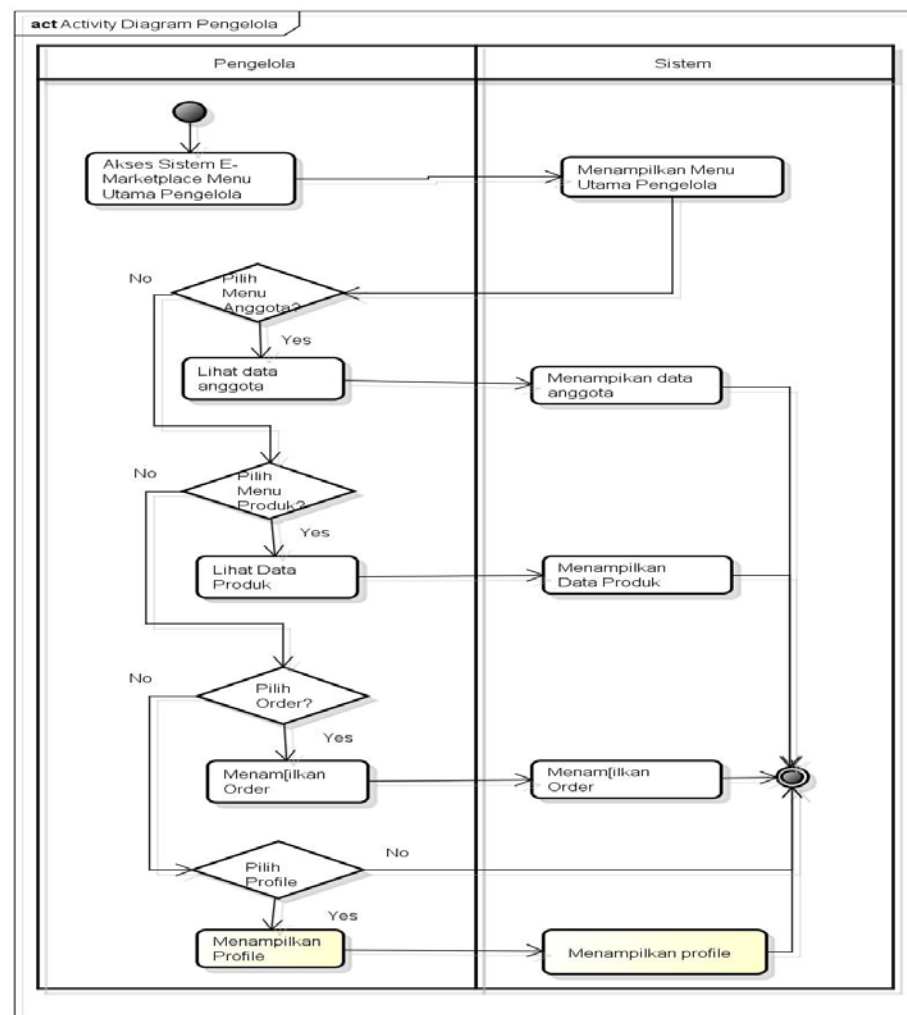 act Activity Diagram Pengelola
Pengelola
Sistem
Akses Sistem E-
Marketplace Menu
Utama Pengelola
Menampilkan Menu
Utama Pengelola
No
Pilih
Menu
Anggota?
Yes
Lihat data
anggota
Menampikan data
anggota
No
Pilih
Menu
Produk?
Yes
Lihat Data
Produk
Menampilkan
Data Produk
No
Pilih
Order?
Yes
Menam[ilkan
Order
Menam[ilkan
Order
Pilih
Profile
No
Yes
Menampilkan
Profile
Menampilkan profile